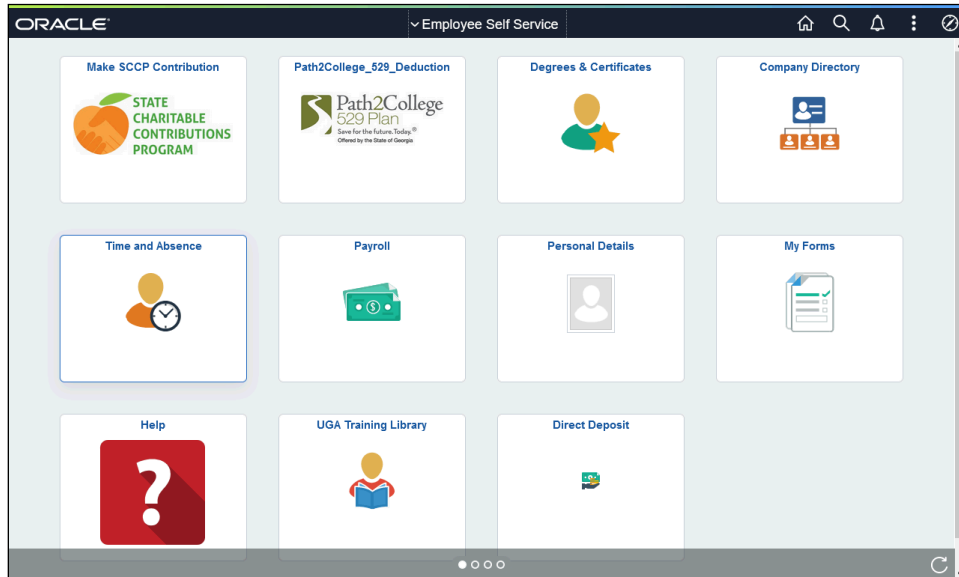 ORACLE
Employee Self Service
Make SCCP Contribution
STATE
CHARITABLE
CONTRIBUTIONS
PROGRAM
Path2College_529_Deduction
Path2College
529 Plan
Save for the future. Today.®
Offered by the State of Georgia
Degrees & Certificates
Company Directory
Time and Absence
Payroll
$
Personal Details
My Forms
Help
?
UGA Training Library
Direct Deposit